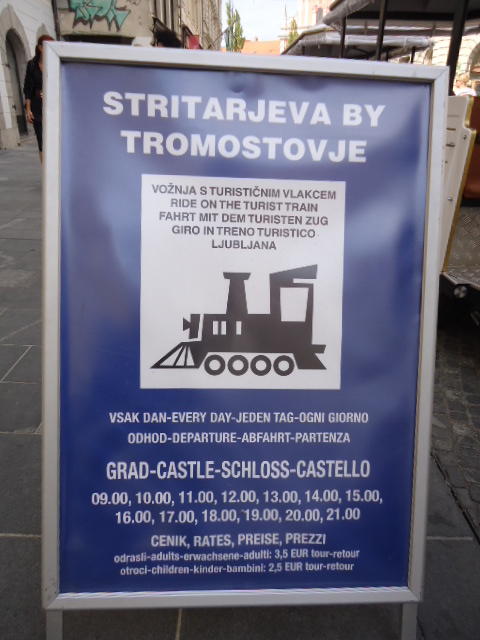 STRITARJEVA BY
TROMOSTOVJE
VOŽNJA S TURISTIČNIM VLAKCEM
RIDE ON THE TURIST TRAIN
FAHRT MIT DEM TURISTEN ZUG
GIRO IN TRENO TURISTICO
LJUBLJANA
VSAK DAN-EVERY DAY-JEDEN TAG-OGNI GIORNO
ODHOD-DEPARTURE-ABFAHRT-PARTENZA
GRAD-CASTLE-SCHLOSS-CASTELLO
09.00, 10.00, 11.00, 12.00, 13.00, 14.00, 15.00,
16.00, 17.00, 18.00, 19.00, 20.00, 21.00
CENIK, RATES, PREISE, PREZZI
odrasli-adults-erwachsene-adulti: 3,5 EUR tour-retour
otroci-children-kinder-bambini: 2,5 EUR tour-retour